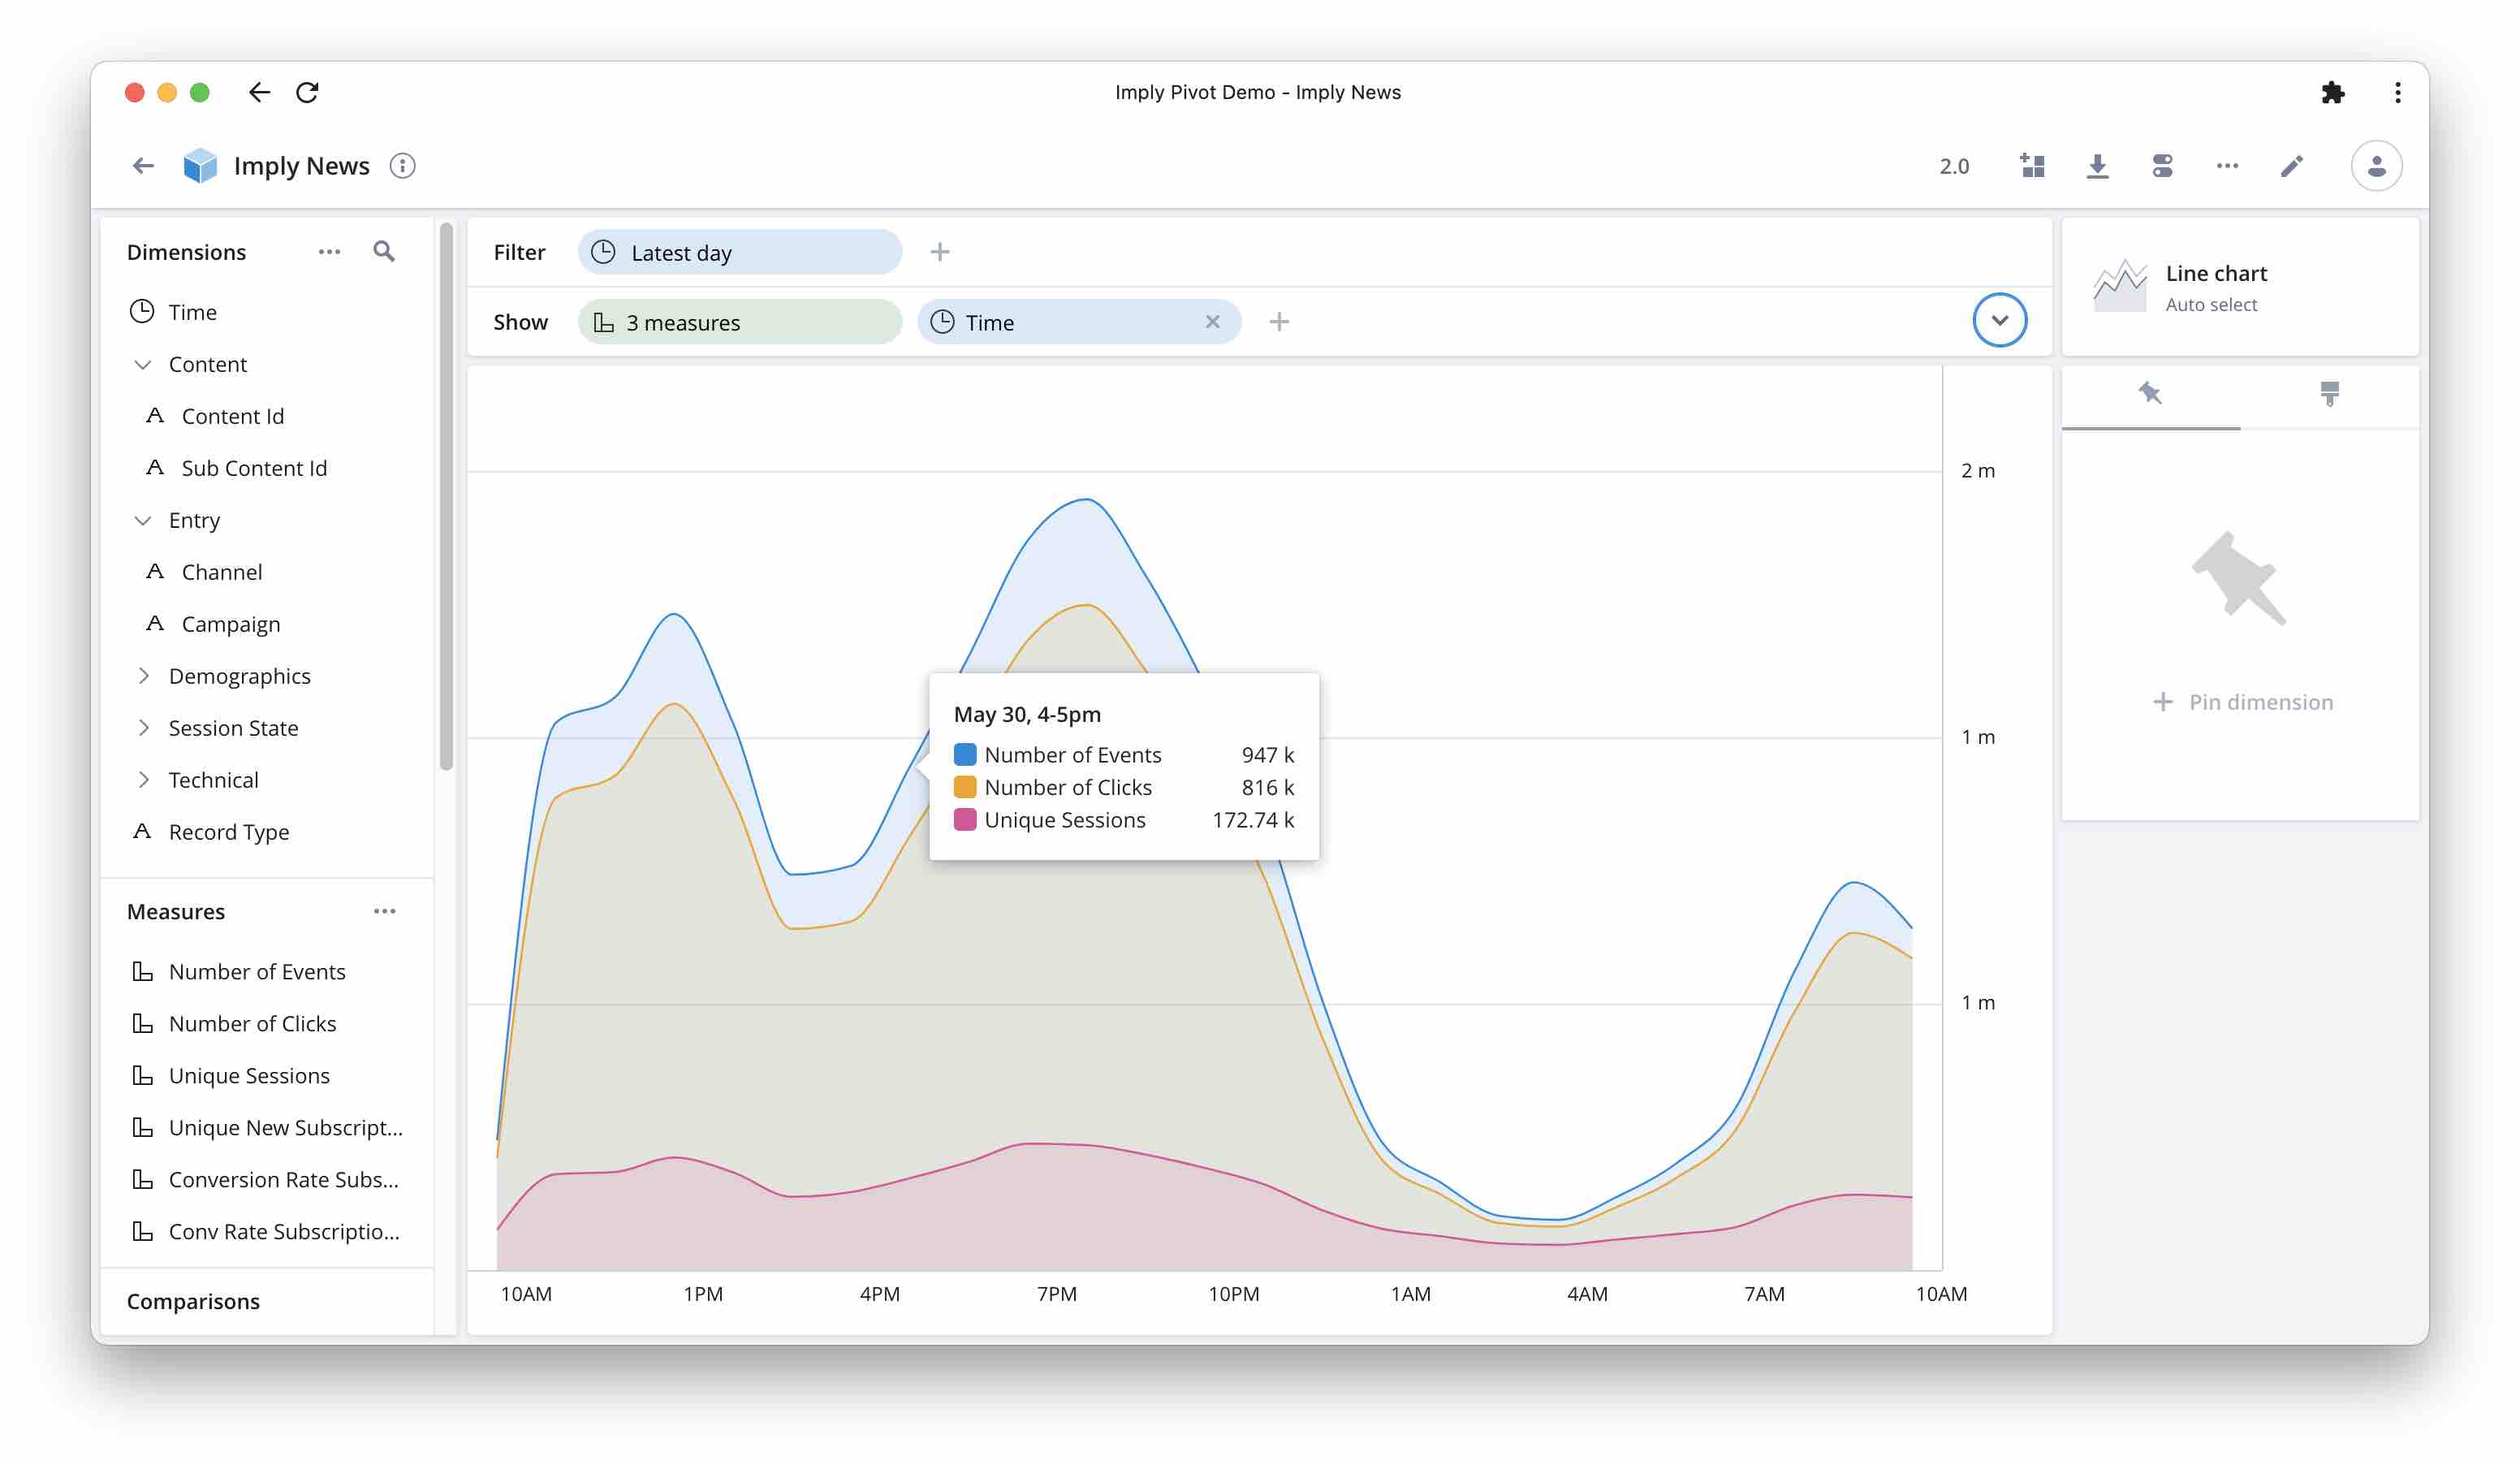 Imply Pivot Demo - Imply News
Imply News
2.0
Dimensions
Time
Content
Content Id
Sub Content Id
Entry
Channel
Campaign
Demographics
Session State
Technical
Record Type
Measures
Number of Events
Number of Clicks
Unique Sessions
Unique New Subscript...
Conversion Rate Subs...
Conv Rate Subscriptio...
Comparisons
Filter
Latest day
Show
3 measures
Time
2 m
1 m
1 m
May 30, 4-5pm
Number of Events 947 k
Number of Clicks 816 k
Unique Sessions 172.74 k
10AM 1PM 4PM 7PM 10PM 1AM 4AM 7AM 10AM
Line chart
Auto select
Pin dimension